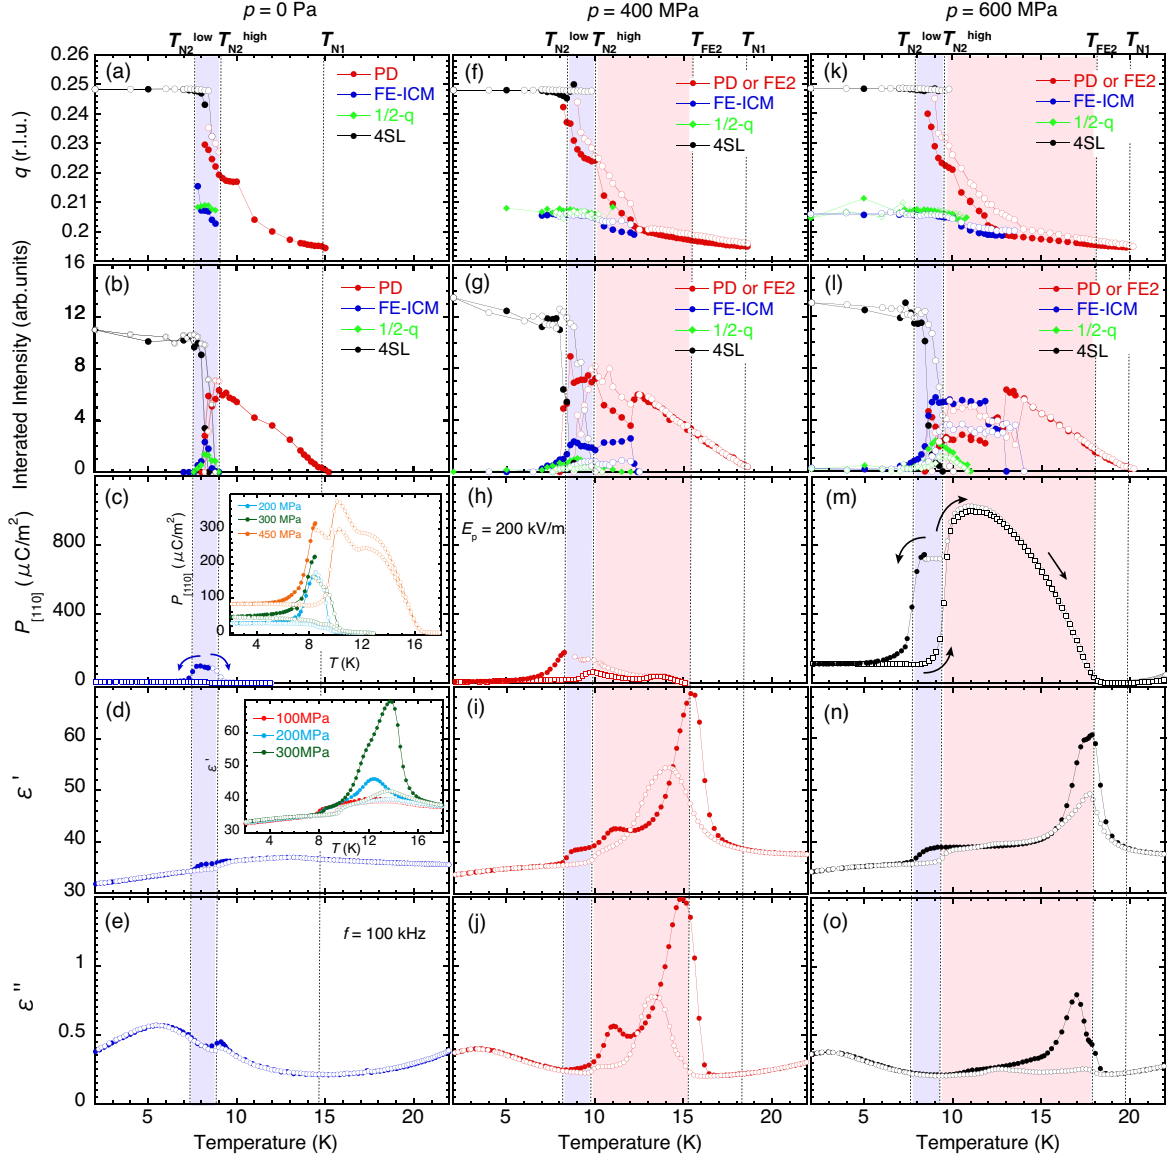 p = 0 Pa
p = 400 MPa
p = 600 MPa
T_N2^low T_N2^high T_N1
T_N2^low T_N2^high T_FE2 T_N1
T_N2^low T_N2^high T_FE2 T_N1
q (r.l.u.)
0.26
0.25
0.24
0.23
0.22
0.21
0.2
(a)
PD
FE-ICM
1/2-q
4SL
(f)
PD or FE2
FE-ICM
1/2-q
4SL
(k)
PD or FE2
FE-ICM
1/2-q
4SL
Interated Intensity (arb.units)
16
12
8
4
0
(b)
PD
FE-ICM
1/2-q
4SL
(g)
PD or FE2
FE-ICM
1/2-q
4SL
(l)
PD or FE2
FE-ICM
1/2-q
4SL
P_[110] (μC/m²)
800
400
0
(c)
200 MPa
300 MPa
450 MPa
P_[110] (μC/m²)
300
200
100
0
4 8 12 16
T (K)
(h)
E_p = 200 kV/m
(m)
ε'
60
50
40
30
(d)
100MPa
200MPa
300MPa
ε'
60
50
40
30
4 8 12 16
T (K)
(i)
(n)
ε"
1
0.5
0
(e)
f = 100 kHz
(j)
(o)
5 10 15 20
5 10 15 20
5 10 15 20
Temperature (K)
Temperature (K)
Temperature (K)